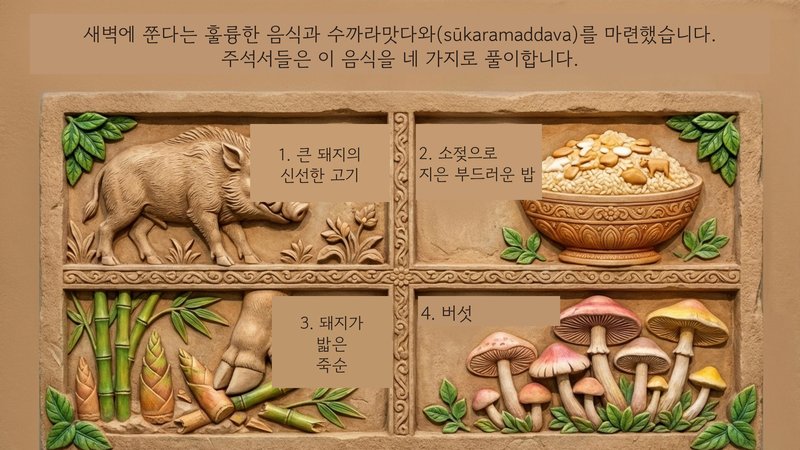 새벽에 쭌다는 훌륭한 음식과 수까라맛다와(sūkaramaddava)를 마련했습니다.
주석서들은 이 음식을 네 가지로 풀이합니다.
1. 큰 돼지의
신선한 고기
2. 소젖으로
지은 부드러운 밥
3. 돼지가
밟은
죽순
4. 버섯